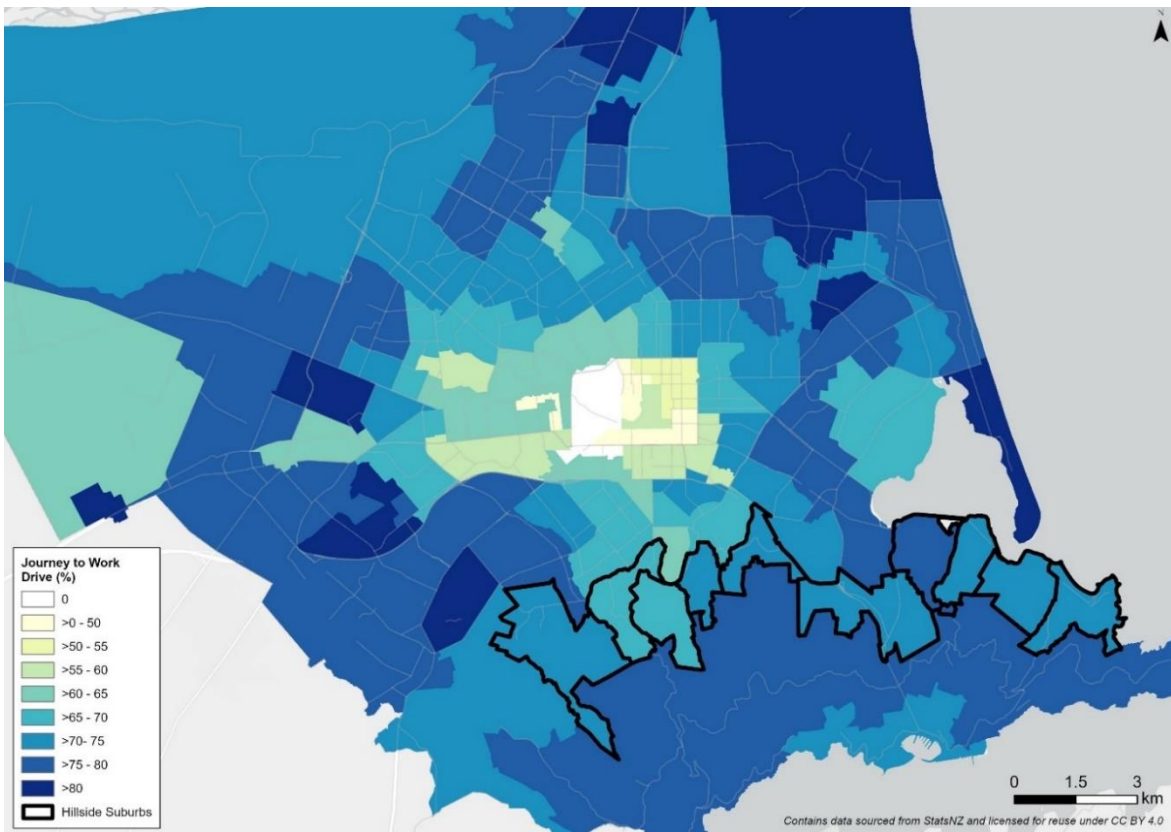 N
Journey to Work
Drive (%)
0
>0 - 50
>50 - 55
>55 - 60
>60 - 65
>65 - 70
>70- 75
>75 - 80
>80
Hillside Suburbs
0 1.5 3
km
Contains data sourced from StatsNZ and licensed for reuse under CC BY 4.0